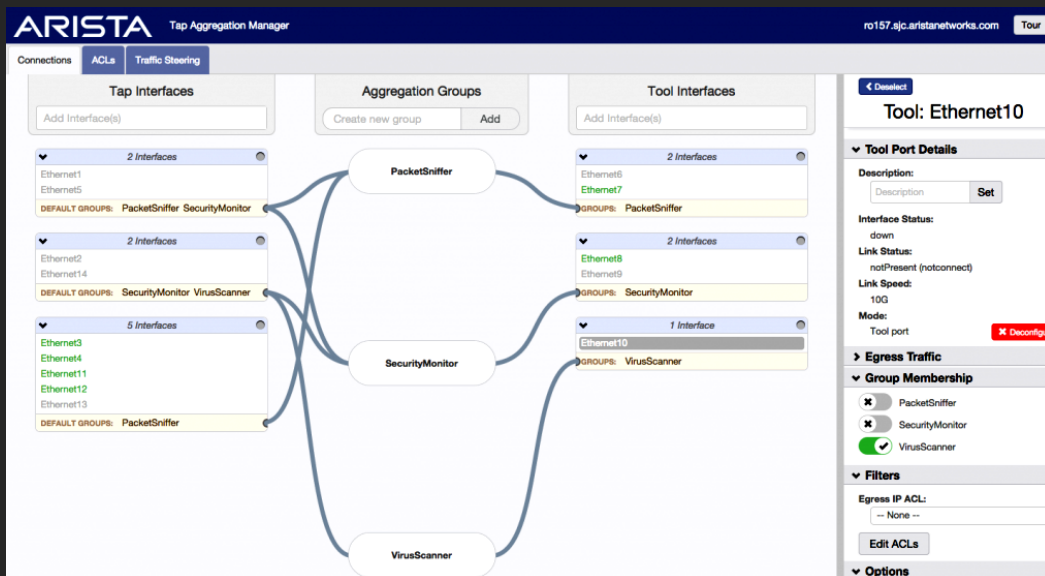 ARISTA Tap Aggregation Manager ro157.sjc.aristanetworks.com Tour
Connections ACLs Traffic Steering
Tap Interfaces
Add Interface(s)
2 Interfaces
Ethernet1
Ethernet5
DEFAULT GROUPS: PacketSniffer SecurityMonitor
2 Interfaces
Ethernet2
Ethernet14
DEFAULT GROUPS: SecurityMonitor VirusScanner
5 Interfaces
Ethernet3
Ethernet4
Ethernet11
Ethernet12
Ethernet13
DEFAULT GROUPS: PacketSniffer
Aggregation Groups
Create new group Add
PacketSniffer
SecurityMonitor
VirusScanner
Tool Interfaces
Add Interface(s)
2 Interfaces
Ethernet6
Ethernet7
GROUPS: PacketSniffer
2 Interfaces
Ethernet8
Ethernet9
GROUPS: SecurityMonitor
1 Interface
Ethernet10
GROUPS: VirusScanner
Deselect
Tool: Ethernet10
Tool Port Details
Description:
Description Set
Interface Status:
down
Link Status:
notPresent (notconnect)
Link Speed:
10G
Mode:
Tool port Deconfigu
Egress Traffic
Group Membership
PacketSniffer
SecurityMonitor
VirusScanner
Filters
Egress IP ACL:
-- None --
Edit ACLs
Options